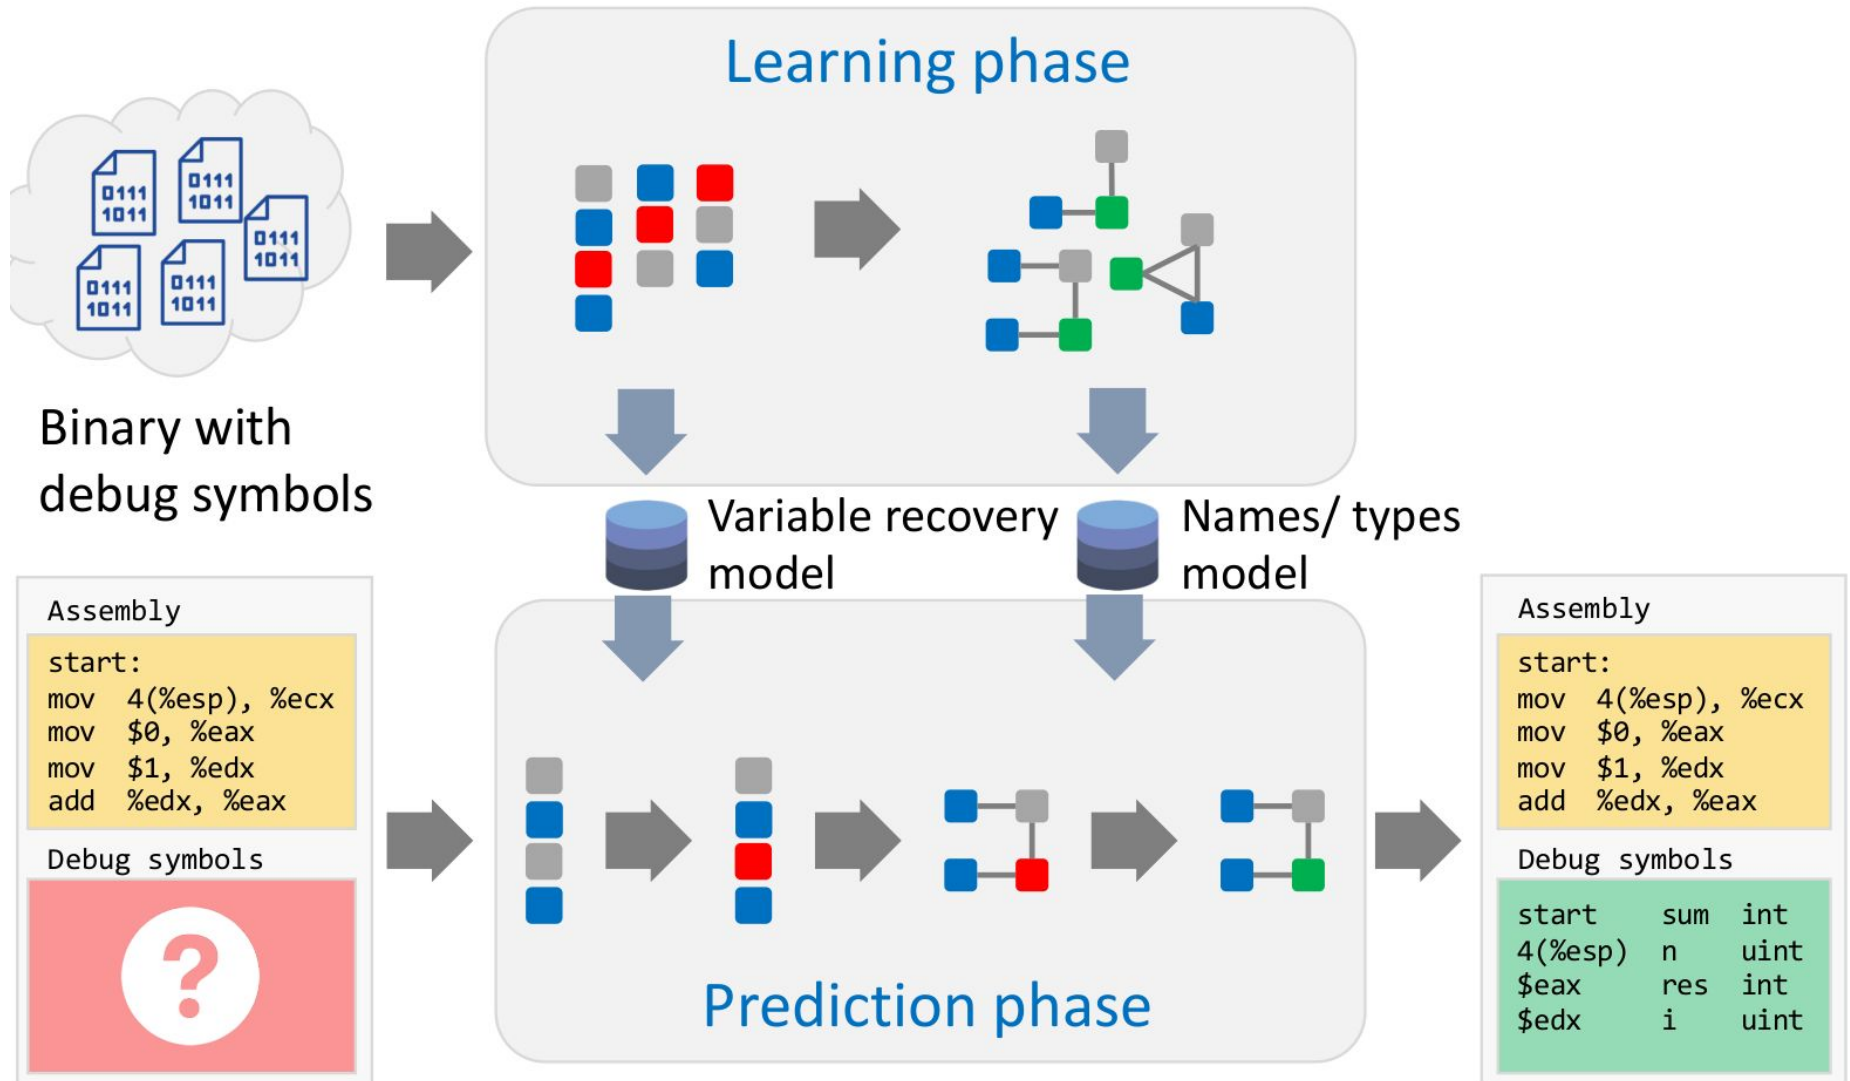 Learning phase
0111
1011
0111
1011
0111
1011
0111
1011
0111
1011
Binary with
debug symbols
Variable recovery
model
Names/ types
model
Assembly
start:
mov 4(%esp), %ecx
mov $0, %eax
mov $1, %edx
add %edx, %eax
Debug symbols
?
Prediction phase
Assembly
start:
mov 4(%esp), %ecx
mov $0, %eax
mov $1, %edx
add %edx, %eax
Debug symbols
start sum int
4(%esp) n uint
$eax res int
$edx i uint